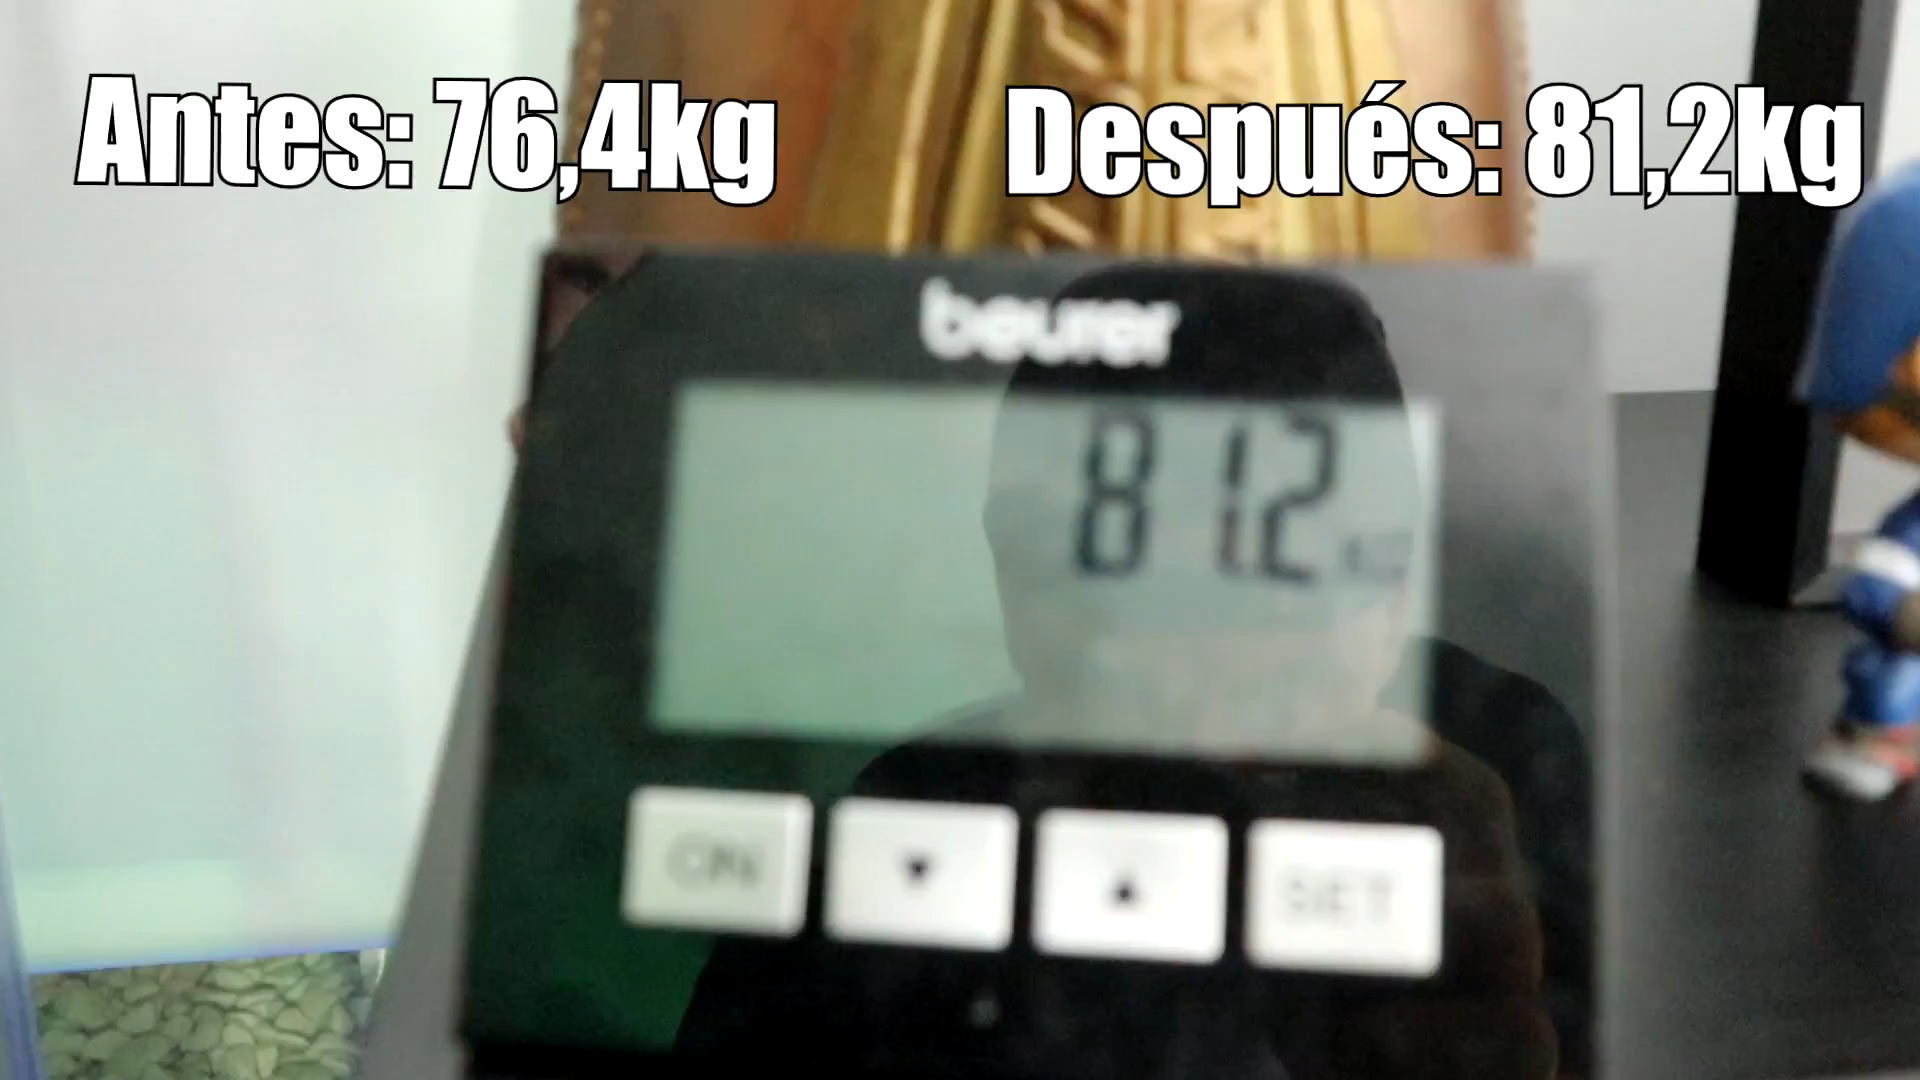 Antes: 76,4kg
Después: 81,2kg
beurer
81.2
ON
▼
▲
SET